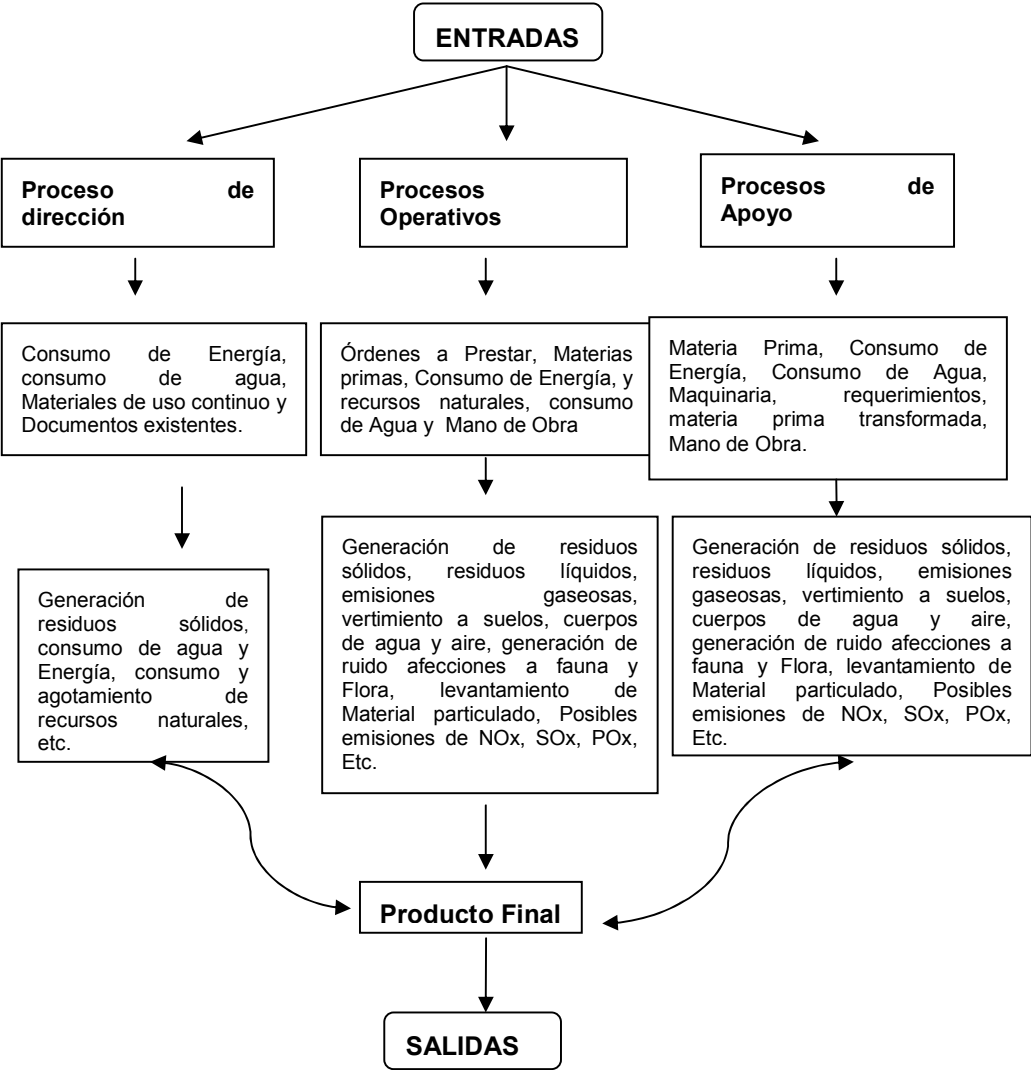 ENTRADAS
Proceso de
dirección
Procesos
Operativos
Procesos de
Apoyo
Consumo de Energía,
consumo de agua,
Materiales de uso continuo y
Documentos existentes.
Órdenes a Prestar, Materias
primas, Consumo de Energía, y
recursos naturales, consumo
de Agua y Mano de Obra
Materia Prima, Consumo de
Energía, Consumo de Agua,
Maquinaria, requerimientos,
materia prima transformada,
Mano de Obra.
Generación de
residuos sólidos,
consumo de agua y
Energía, consumo y
agotamiento de
recursos naturales,
etc.
Generación de residuos
sólidos, residuos líquidos,
emisiones gaseosas,
vertimiento a suelos, cuerpos
de agua y aire, generación de
ruido afecciones a fauna y
Flora, levantamiento de
Material particulado, Posibles
emisiones de NOx, SOx, POx,
Etc.
Generación de residuos sólidos,
residuos líquidos, emisiones
gaseosas, vertimiento a suelos,
cuerpos de agua y aire,
generación de ruido afecciones a
fauna y Flora, levantamiento de
Material particulado, Posibles
emisiones de NOx, SOx, POx,
Etc.
Producto Final
SALIDAS